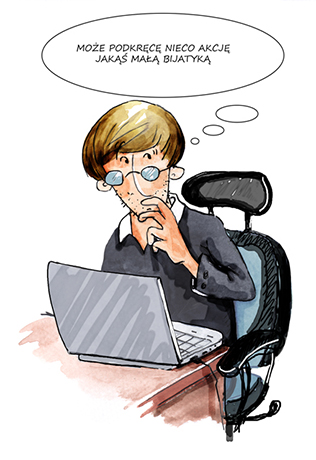 MOŻE PODKRĘCĘ NIECO AKCJĘ
JAKĄŚ MAŁĄ BIJATYKĄ